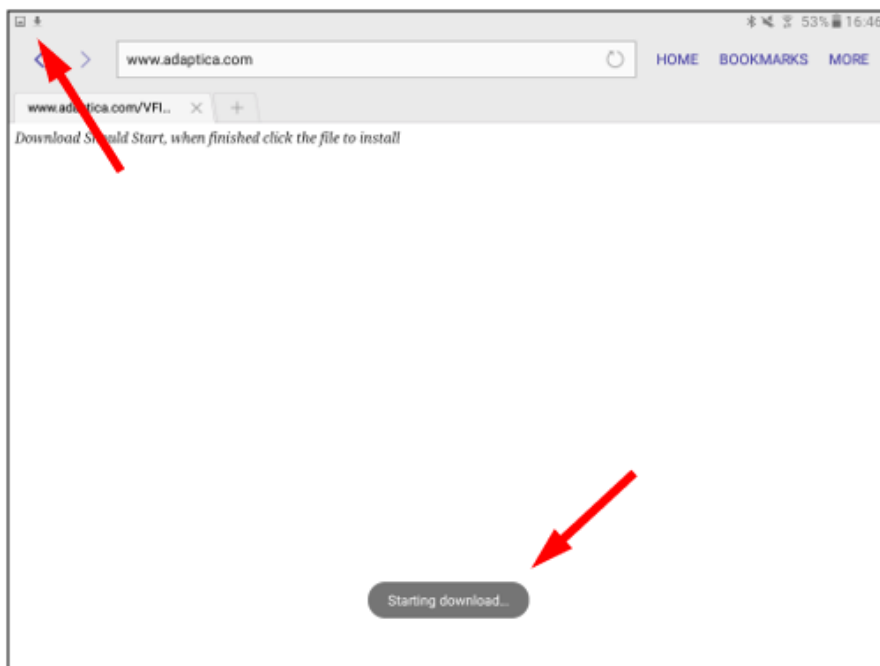 53% 16:46
www.adaptica.com
HOME BOOKMARKS MORE
www.adaptica.com/VFI..
Download Should Start, when finished click the file to install
Starting download...